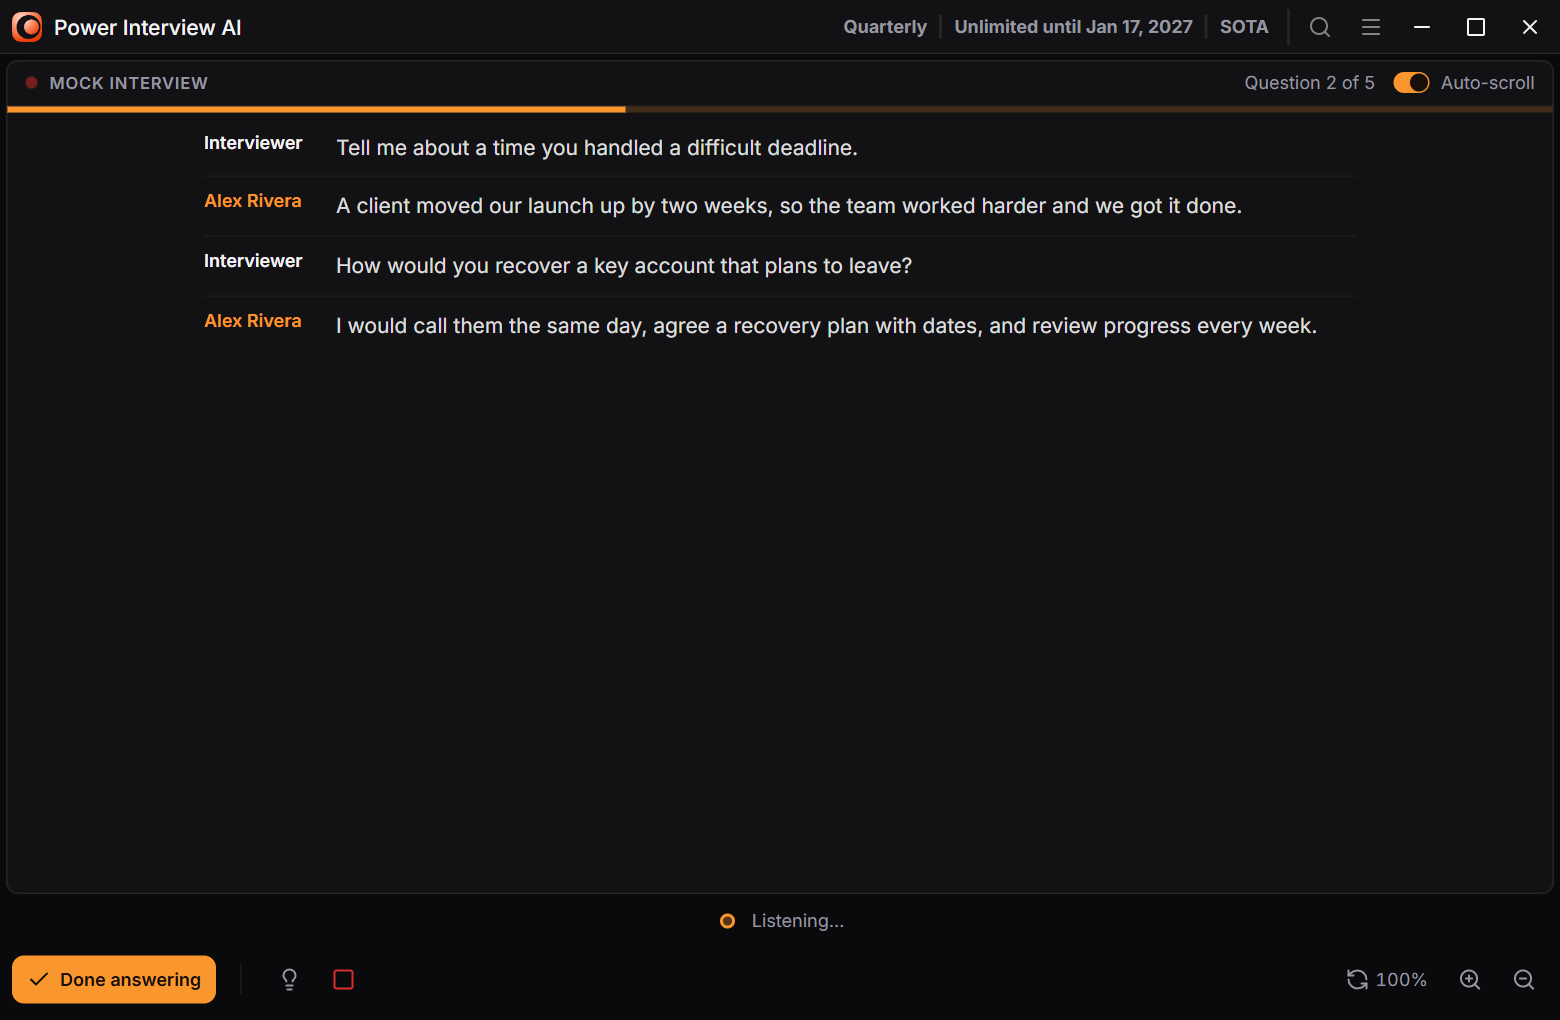 Power Interview AI
Quarterly
Unlimited until Jan 17, 2027
SOTA
MOCK INTERVIEW
Question 2 of 5
Auto-scroll
Interviewer
Tell me about a time you handled a difficult deadline.
Alex Rivera
A client moved our launch up by two weeks, so the team worked harder and we got it done.
Interviewer
How would you recover a key account that plans to leave?
Alex Rivera
I would call them the same day, agree a recovery plan with dates, and review progress every week.
Listening...
Done answering
100%